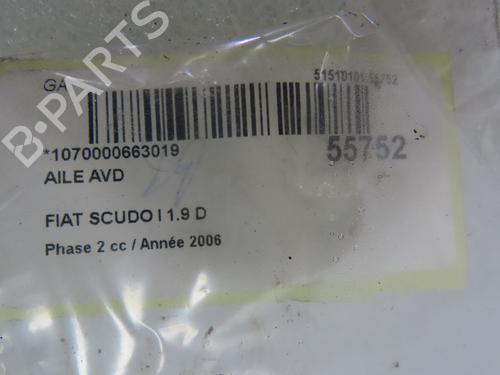 GA
51510101 55752
*1070000663019
55752
AILE AVD
FIAT SCUDO I 1.9 D
Phase 2 cc / Année 2006
B-PARTS